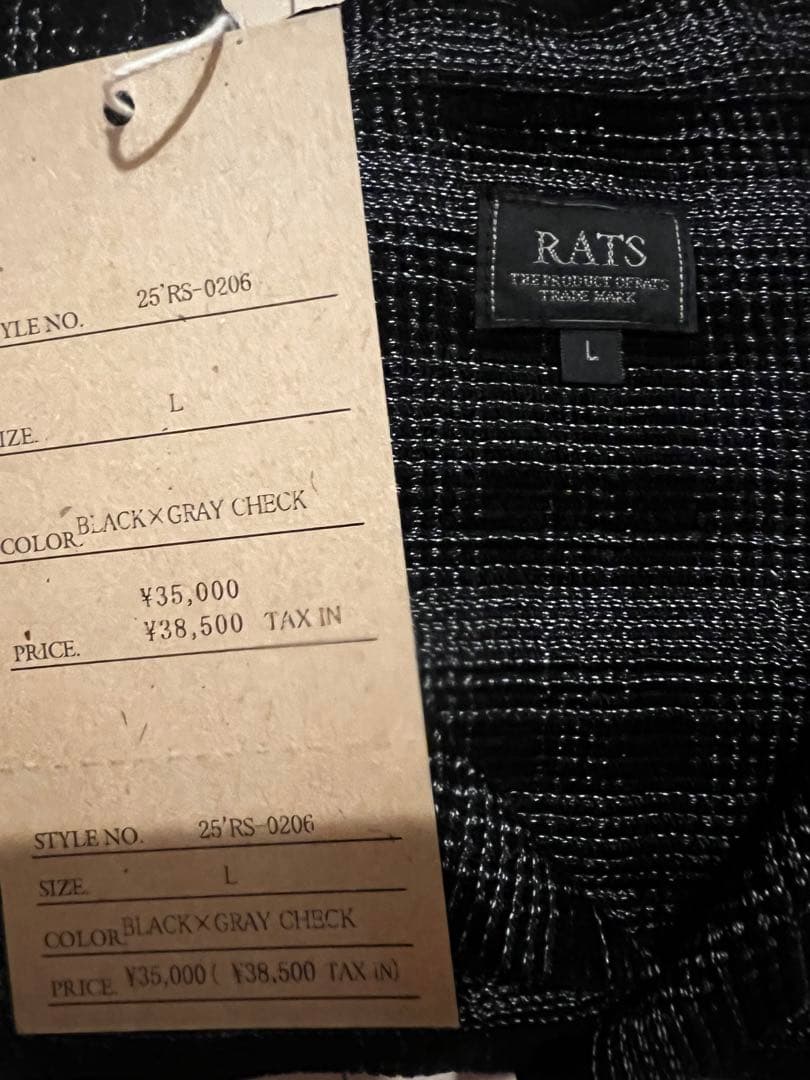 YLE NO. 25'RS-0206
IZE. L
COLOR. BLACK×GRAY CHECK
¥35,000
PRICE. ¥38,500 TAX IN
STYLE NO. 25'RS-0206
SIZE. L
COLOR. BLACK×GRAY CHECK
PRICE. ¥35,000( ¥38,500 TAX IN)
RATS
THE PRODUCT OF RATS
TRADE MARK
L